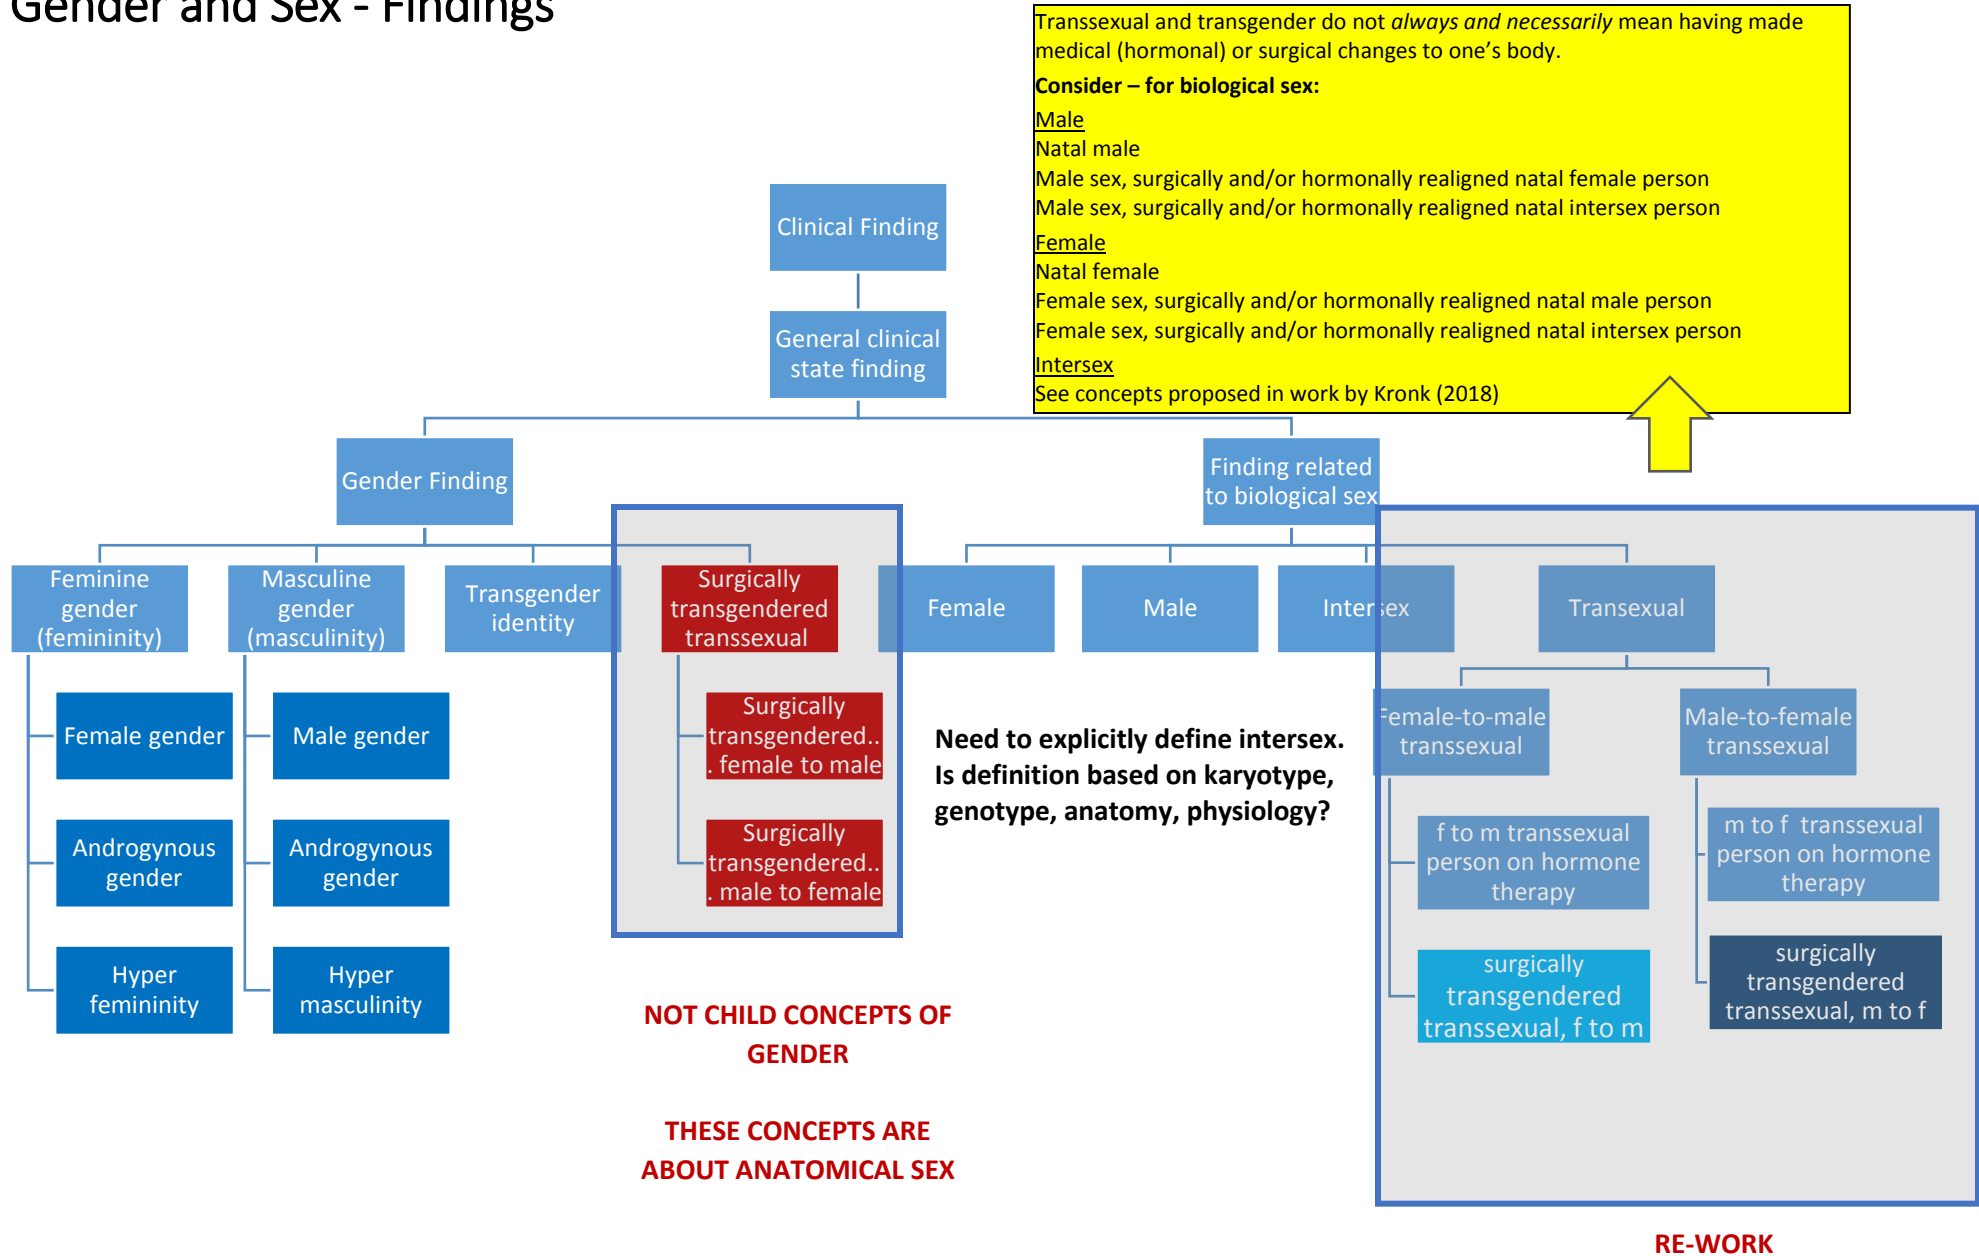 Gender and Sex - Findings
Transsexual and transgender do not always and necessarily mean having made
medical (hormonal) or surgical changes to one's body.
Consider – for biological sex:
Male
Natal male
Male sex, surgically and/or hormonally realigned natal female person
Male sex, surgically and/or hormonally realigned natal intersex person
Female
Natal female
Female sex, surgically and/or hormonally realigned natal male person
Female sex, surgically and/or hormonally realigned natal intersex person
Intersex
See concepts proposed in work by Kronk (2018)
Clinical Finding
General clinical
state finding
Gender Finding
Finding related
to biological sex
Feminine
gender
(femininity)
Masculine
gender
(masculinity)
Transgender
identity
Surgically
transgendered
transsexual
Female
Male
Intersex
Transexual
Female gender
Androgynous
gender
Hyper
femininity
Male gender
Androgynous
gender
Hyper
masculinity
Surgically
transgendered..
. female to male
Surgically
transgendered..
. male to female
Need to explicitly define intersex.
Is definition based on karyotype,
genotype, anatomy, physiology?
Female-to-male
transsexual
f to m transsexual
person on hormone
therapy
surgically
transgendered
transsexual, f to m
Male-to-female
transsexual
m to f  transsexual
person on hormone
therapy
surgically
transgendered
transsexual, m to f
NOT CHILD CONCEPTS OF
GENDER
THESE CONCEPTS ARE
ABOUT ANATOMICAL SEX
RE-WORK